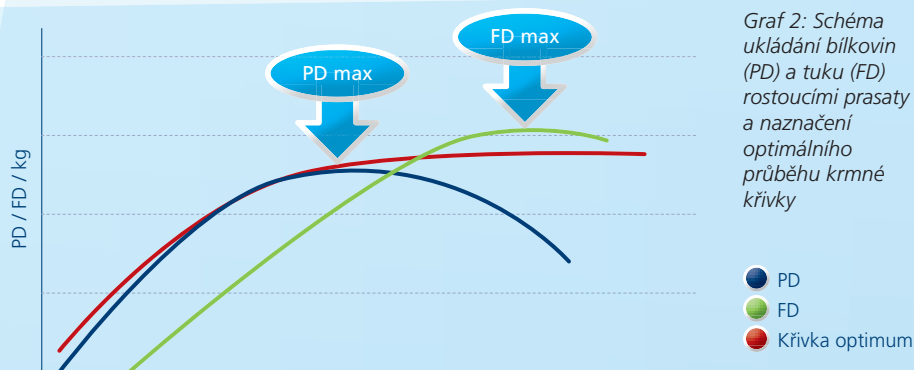 FD max
PD max
PD / FD / kg
Graf 2: Schéma
ukládání bílkovin
(PD) a tuku (FD)
rostoucími prasaty
a naznačení
optimálního
průběhu krmné
křivky
PD
FD
Křivka optimum